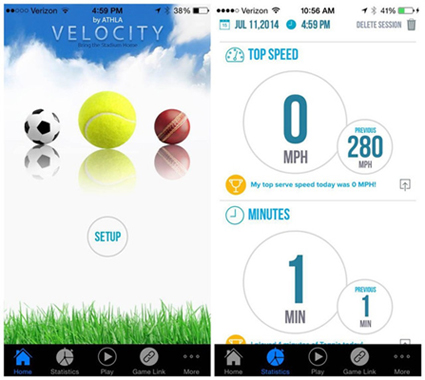 Verizon 4:59 PM 38%
by ATHLA
VELOCITY
SETUP
Home Statistics Play Game Link More
Verizon 10:56 AM 41%
JUL 11,2014 4:59 PM DELETE SESSION
TOP SPEED
0
MPH
PREVIOUS
280
MPH
My top serve speed today was 0 MPH!
MINUTES
1
MIN
PREVIOUS
1
MIN
Home Statistics Play Game Link More